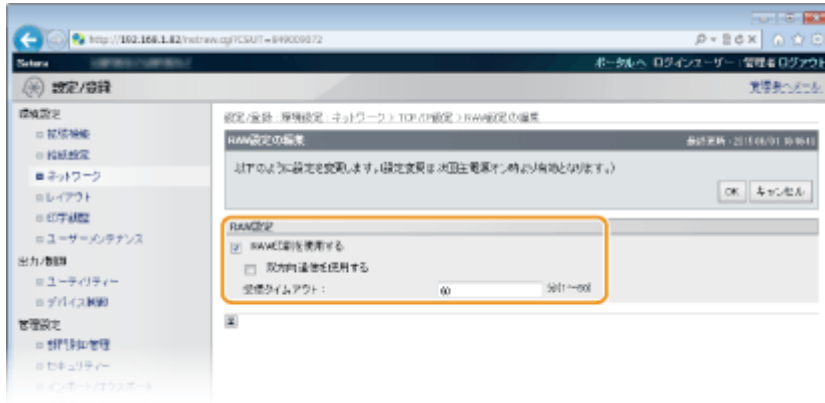 http://192.168.1.82/netraw.cgi?CSUT=849009072
Satera
ポータルへ ログインユーザー: 管理者 ログアウト
設定/登録
管理者へメール
環境設定
拡張機能
給紙設定
ネットワーク
レイアウト
印字調整
ユーザーメンテナンス
出力/制御
ユーティリティー
デバイス制御
管理設定
部門別ID管理
セキュリティー
インポート/エクスポート
設定/登録 : 環境設定 : ネットワーク > TCP/IP設定 > RAW設定の編集
RAW設定の編集
最終更新 :
以下のように設定を変更します。(設定変更は次回主電源オン時より有効となります。)
OK
キャンセル
RAW設定
RAW印刷を使用する
双方向通信を使用する
受信タイムアウト :
60
分(1～60)